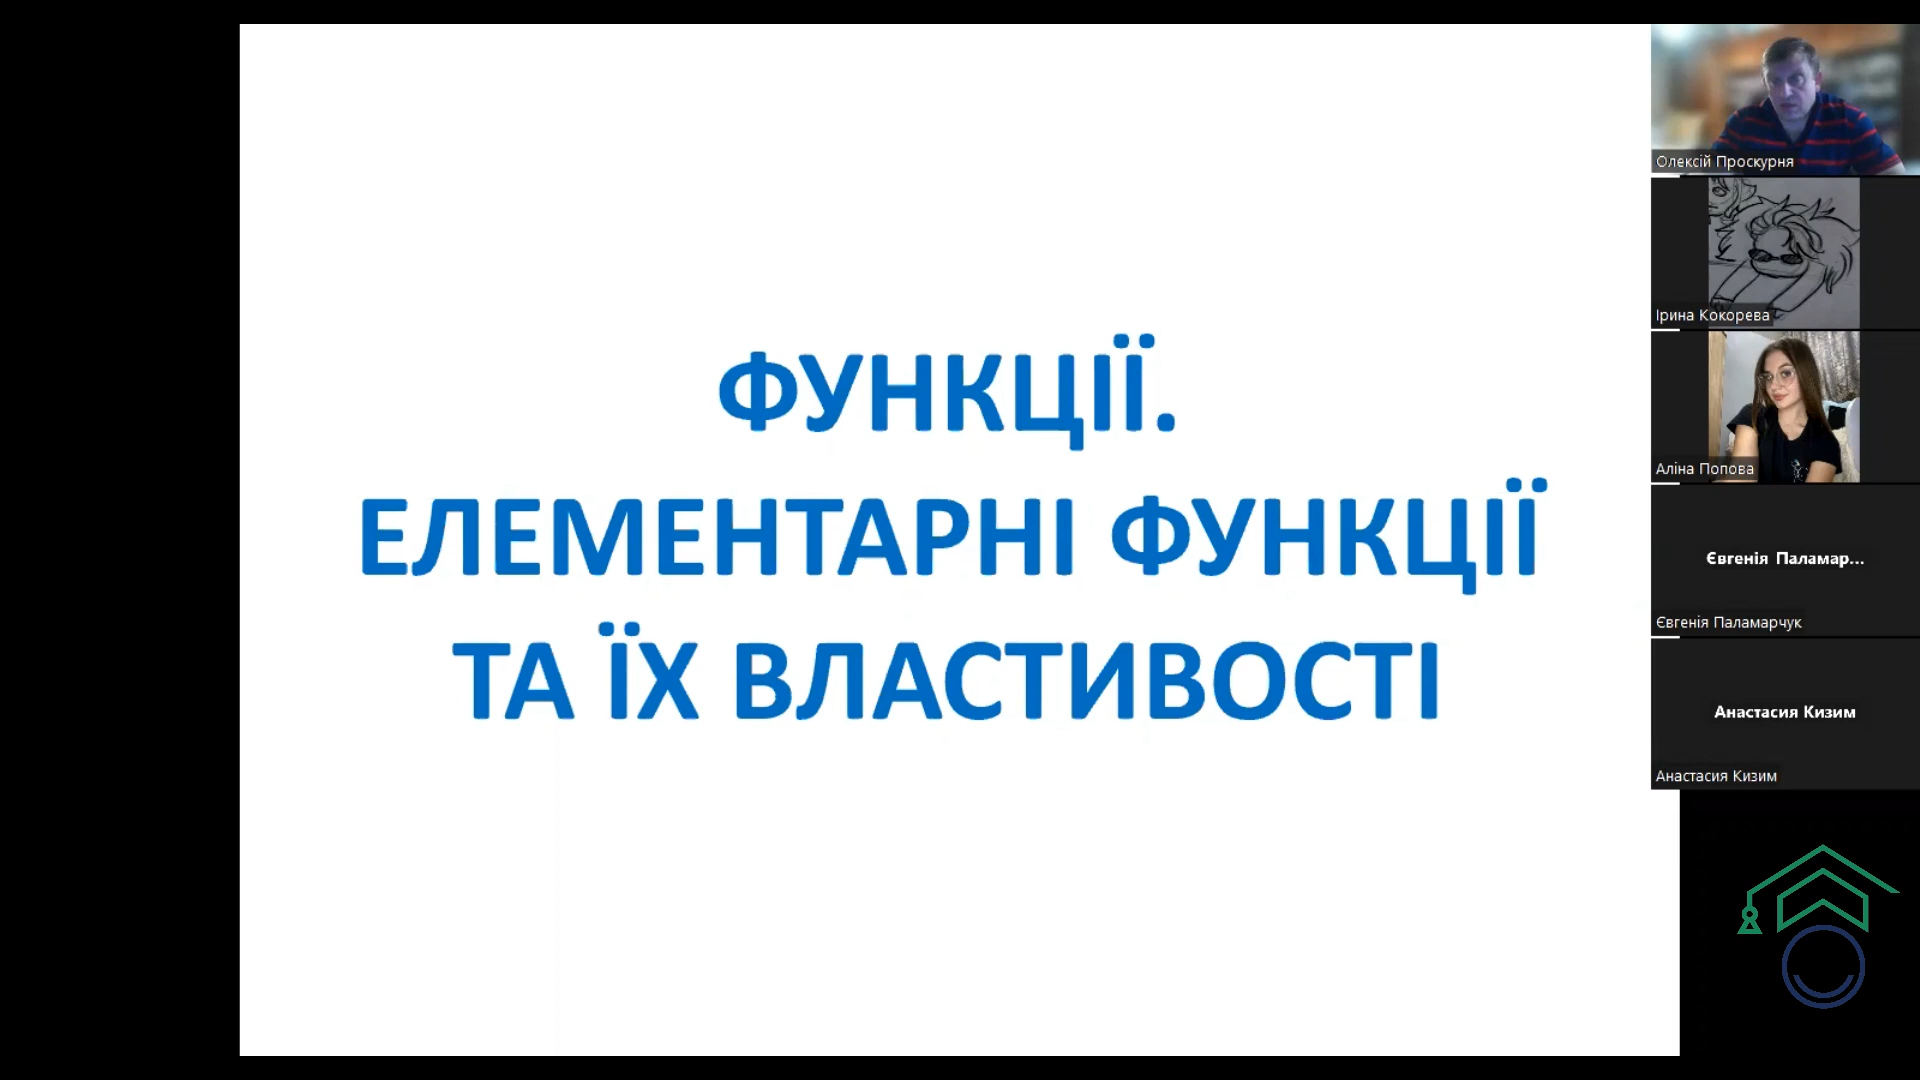 ФУНКЦІЇ.
ЕЛЕМЕНТАРНІ ФУНКЦІЇ
ТА ЇХ ВЛАСТИВОСТІ
Олексій Проскурня
Ірина Кокорева
Аліна Попова
Євгенія Паламар...
Євгенія Паламарчук
Анастасия Кизим
Анастасия Кизим